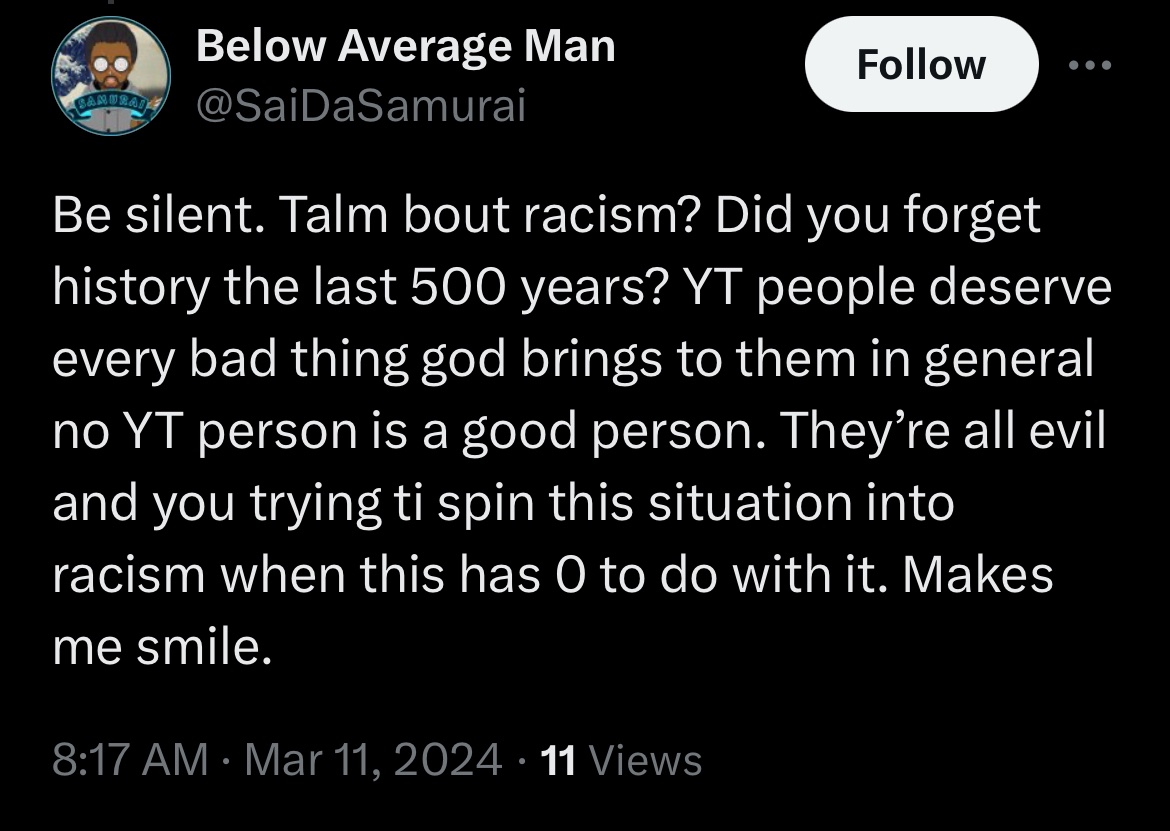 Below Average Man
@SaiDaSamurai
Follow
SAMURAI
Be silent. Talm bout racism? Did you forget
history the last 500 years? YT people deserve
every bad thing god brings to them in general
no YT person is a good person. They’re all evil
and you trying ti spin this situation into
racism when this has 0 to do with it. Makes
me smile.
8:17 AM · Mar 11, 2024 · 11 Views